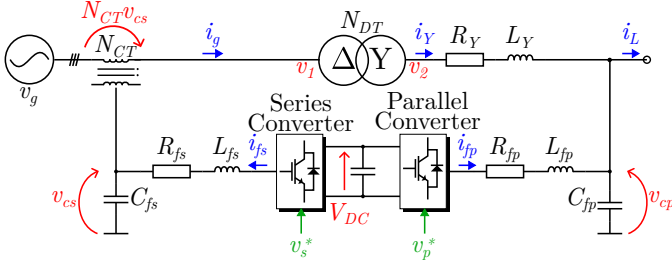 N_CT v_cs
N_CT
i_g
N_DT
i_Y
R_Y
L_Y
i_L
v_1
Δ
Y
v_2
v_g
Series
Converter
Parallel
Converter
R_fs
L_fs
i_fs
i_fp
R_fp
L_fp
v_cs
C_fs
V_DC
C_fp
v_cp
v_s*
v_p*